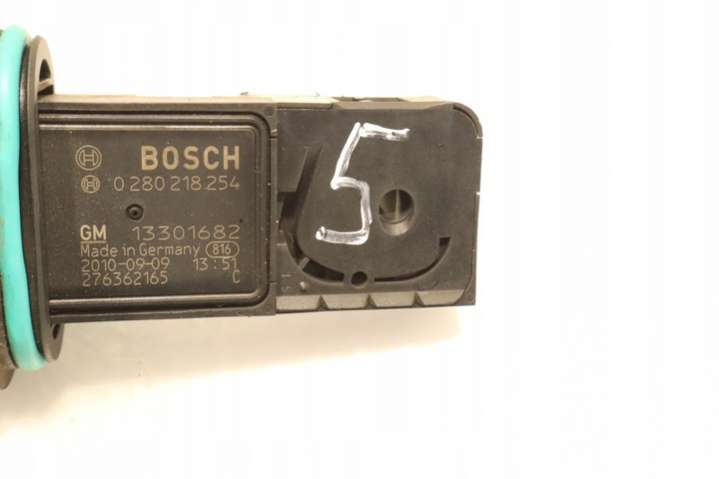 BOSCH
0 280 218 254
GM 13301682
Made in Germany 816
2010-09-09 13:51
276362165 C
5